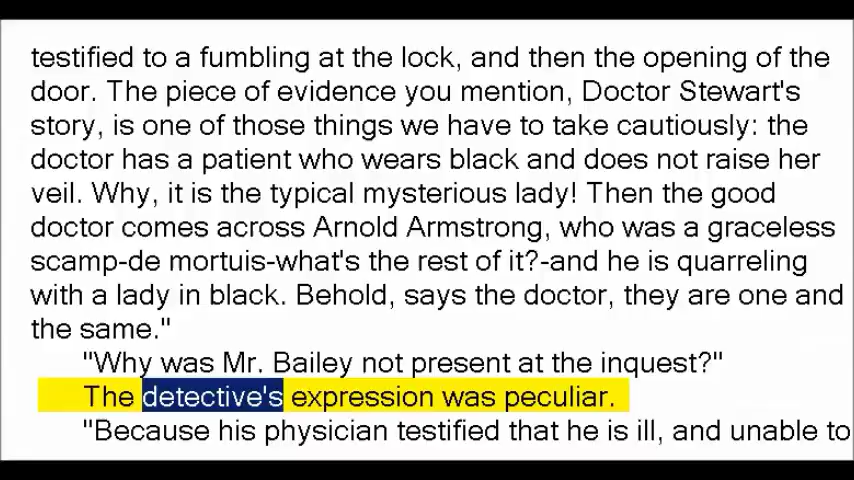 testified to a fumbling at the lock, and then the opening of the
door. The piece of evidence you mention, Doctor Stewart's
story, is one of those things we have to take cautiously: the
doctor has a patient who wears black and does not raise her
veil. Why, it is the typical mysterious lady! Then the good
doctor comes across Arnold Armstrong, who was a graceless
scamp-de mortuis-what's the rest of it?-and he is quarreling
with a lady in black. Behold, says the doctor, they are one and
the same."
"Why was Mr. Bailey not present at the inquest?"
The detective's expression was peculiar.
"Because his physician testified that he is ill, and unable to